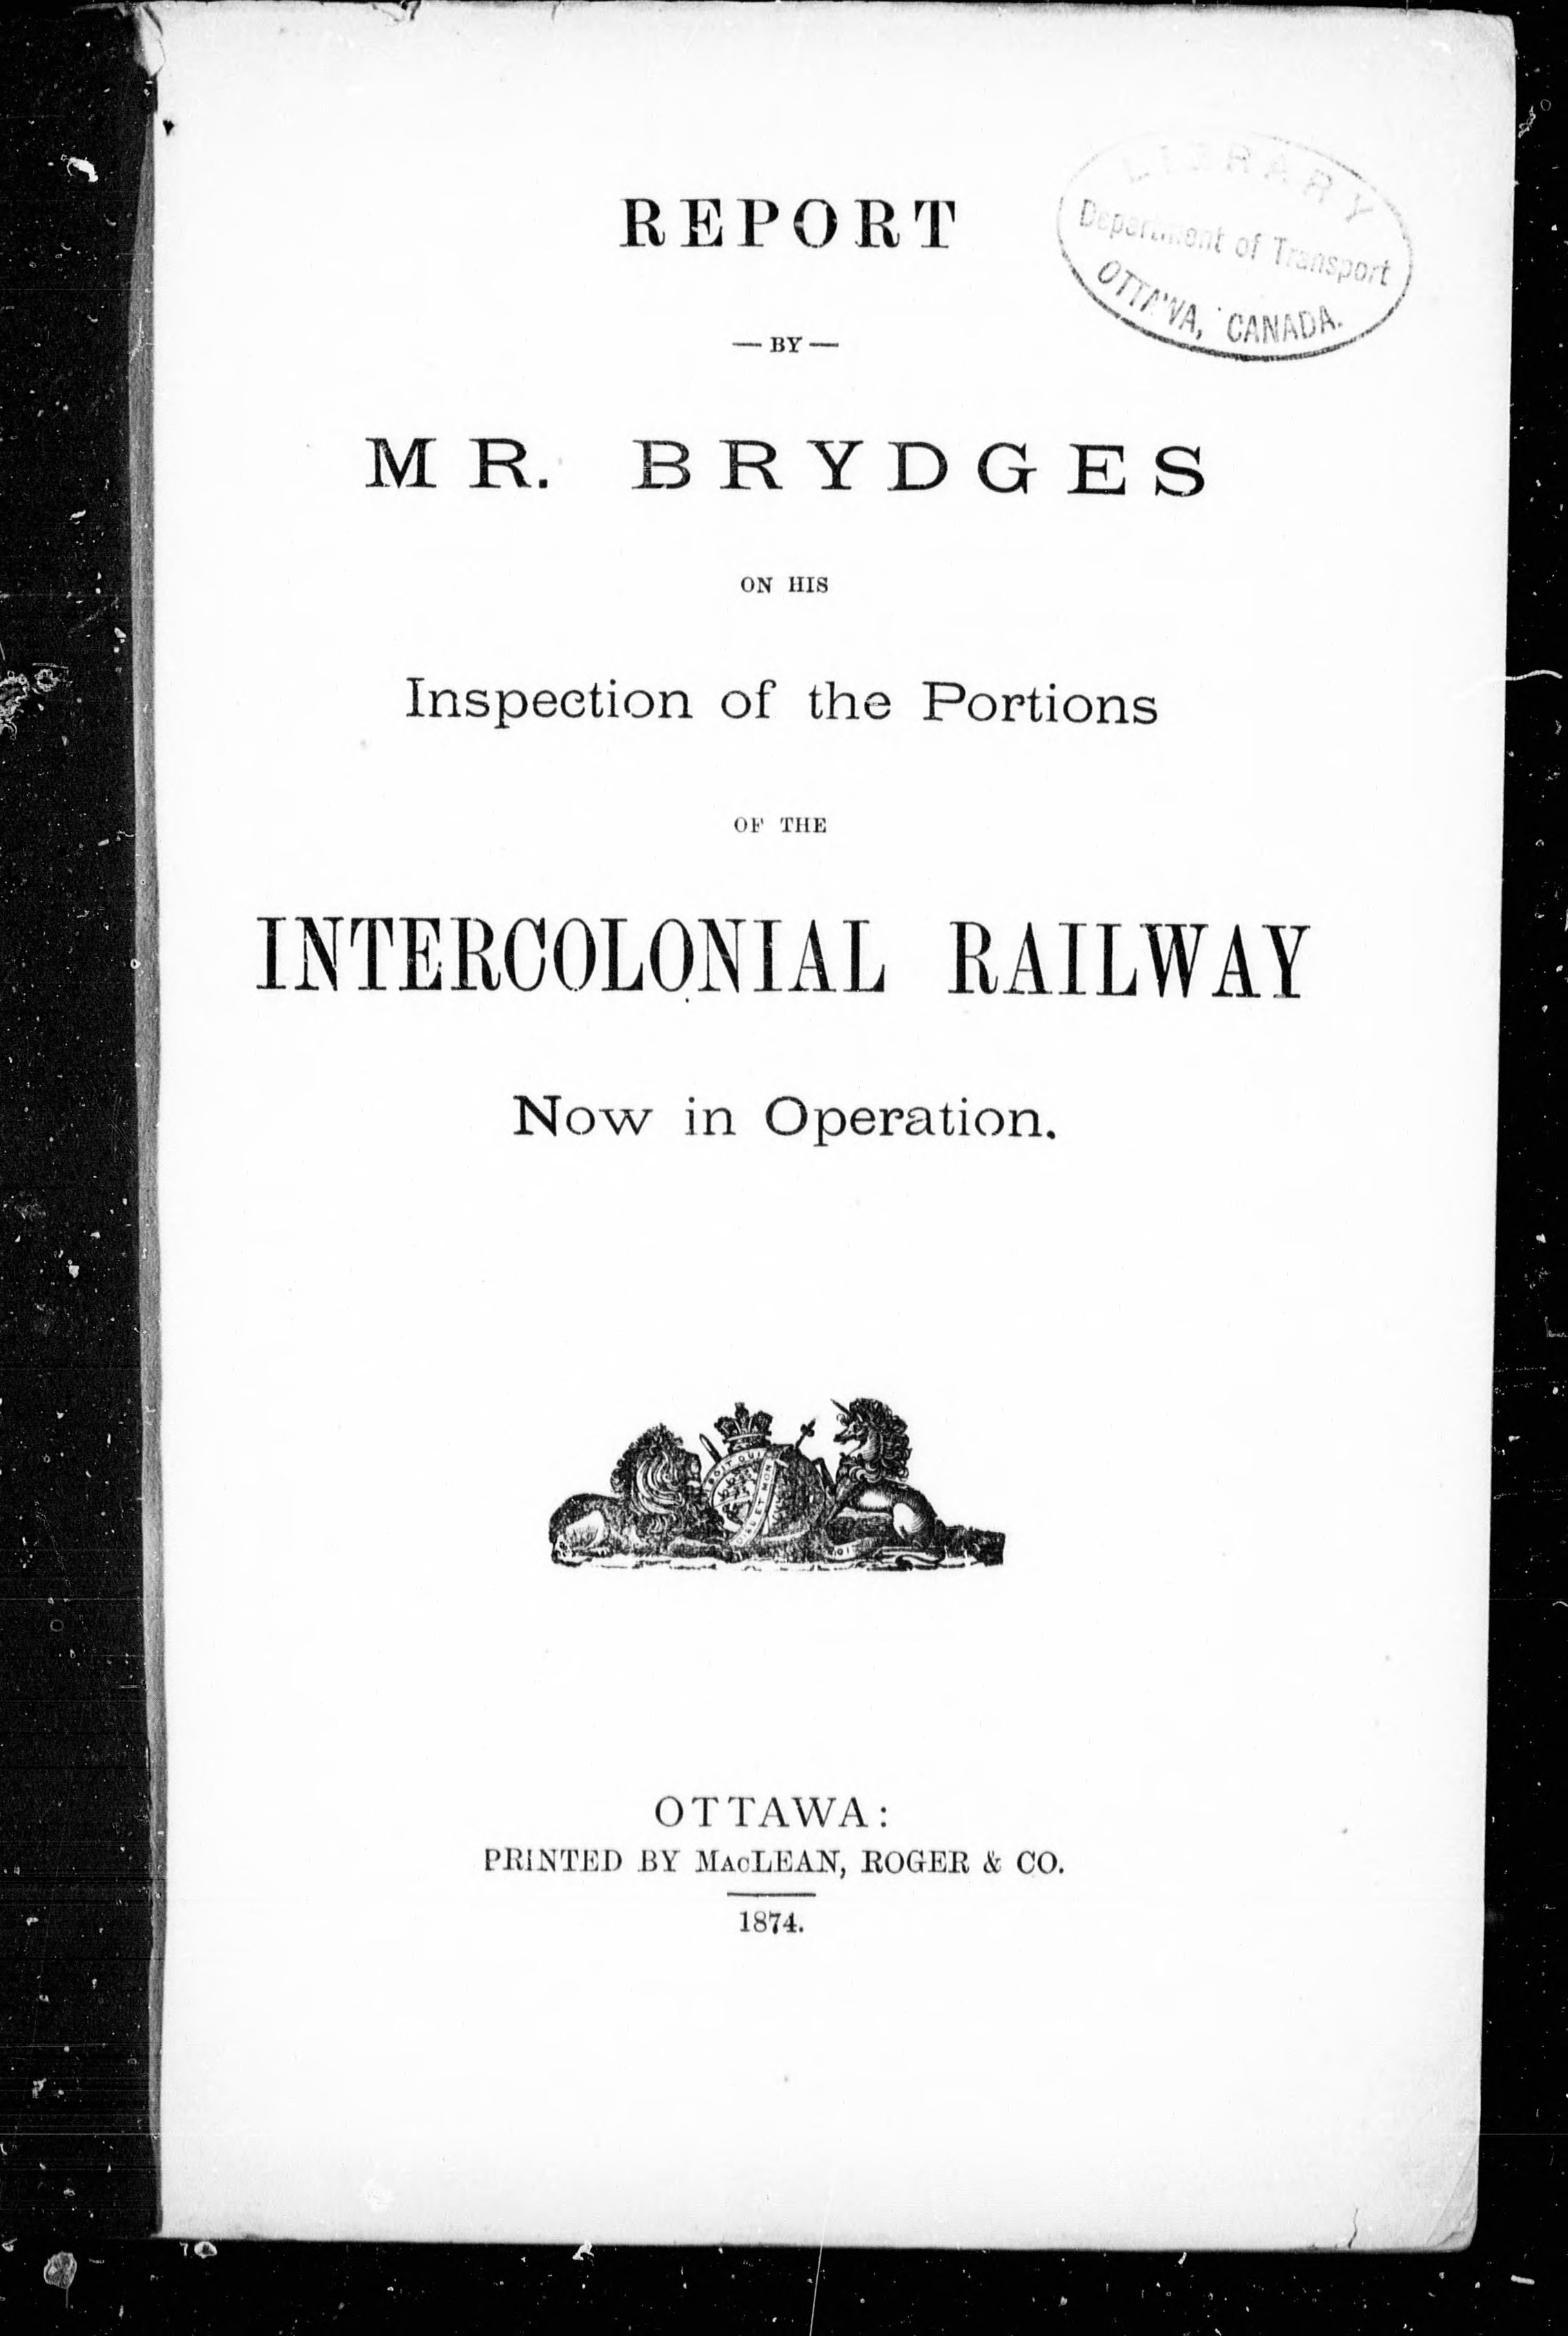 REPORT
— BY —
MR. BRYDGES
ON HIS
Inspection of the Portions
OF THE
INTERCOLONIAL RAILWAY
Now in Operation.
OTTAWA:
PRINTED BY MacLEAN, ROGER & CO.
1874.
LIBRARY
Department of Transport
OTTAWA, CANADA.